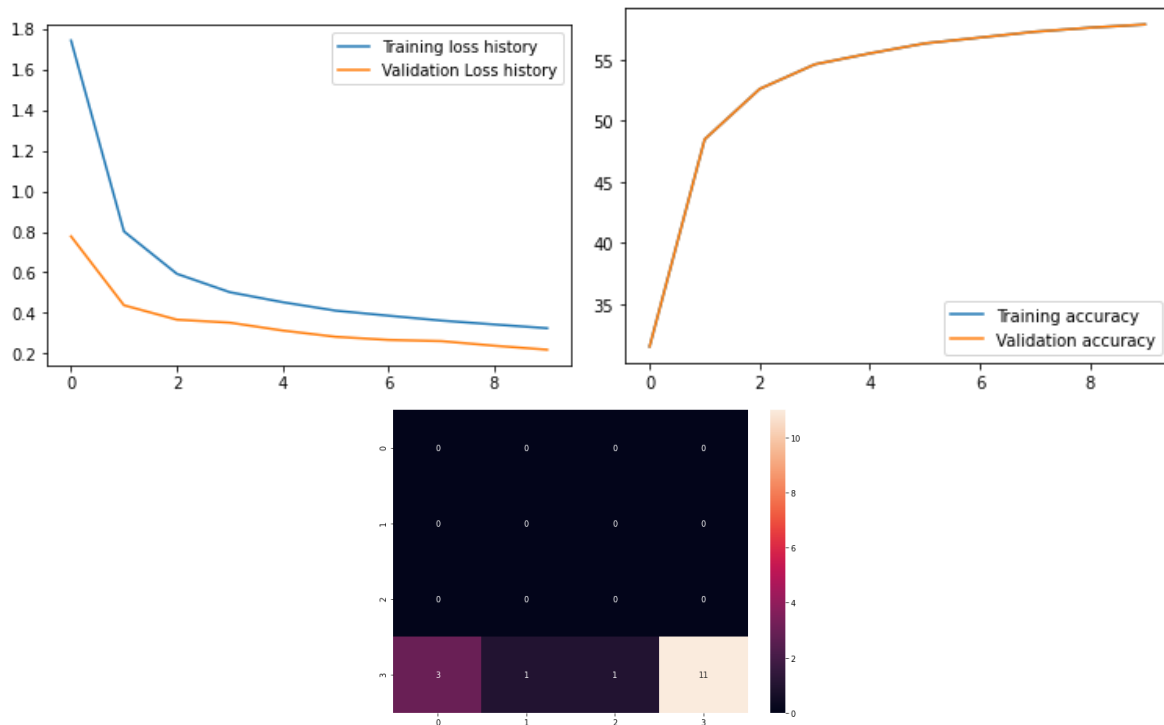 1.8
1.6
1.4
1.2
1.0
0.8
0.6
0.4
0.2
0 2 4 6 8
Training loss history
Validation Loss history
55
50
45
40
35
0 2 4 6 8
Training accuracy
Validation accuracy
0 0 0 0 0
1 0 0 0 0
2 0 0 0 0
3 3 1 1 11
0 1 2 3
10
8
6
4
2
0